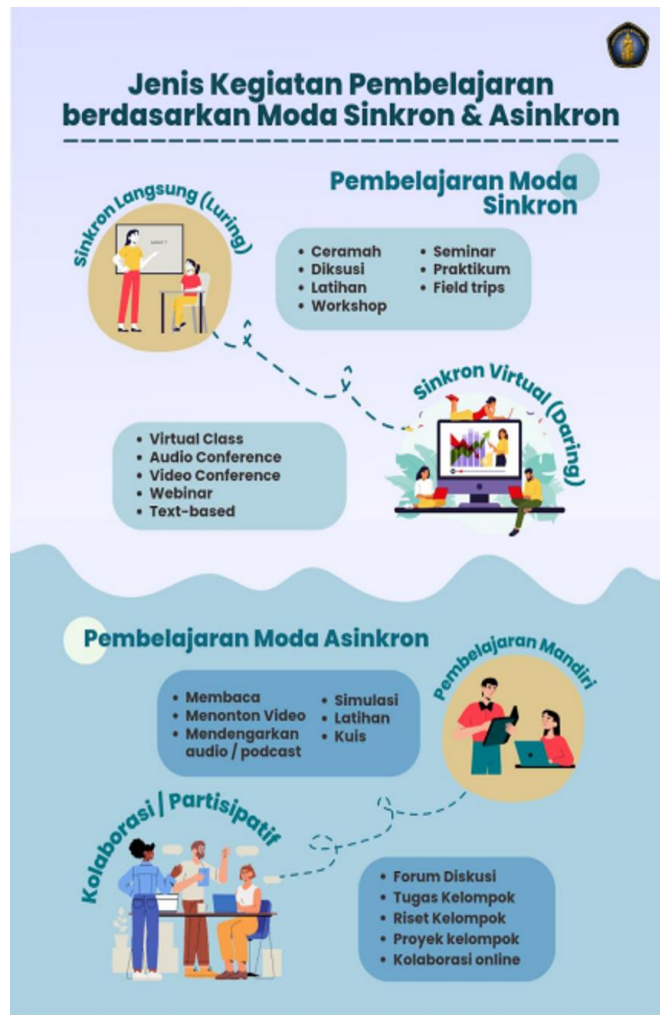 Jenis Kegiatan Pembelajaran
berdasarkan Moda Sinkron & Asinkron
Pembelajaran Moda
Sinkron
Sinkron Langsung (Luring)
• Ceramah
• Diksusi
• Latihan
• Workshop
• Seminar
• Praktikum
• Field trips
Sinkron Virtual (Daring)
• Virtual Class
• Audio Conference
• Video Conference
• Webinar
• Text-based
Pembelajaran Moda Asinkron
Pembelajaran Mandiri
• Membaca
• Menonton Video
• Mendengarkan
audio / podcast
• Simulasi
• Latihan
• Kuis
Kolaborasi / Partisipatif
• Forum Diskusi
• Tugas Kelompok
• Riset Kelompok
• Proyek kelompok
• Kolaborasi online